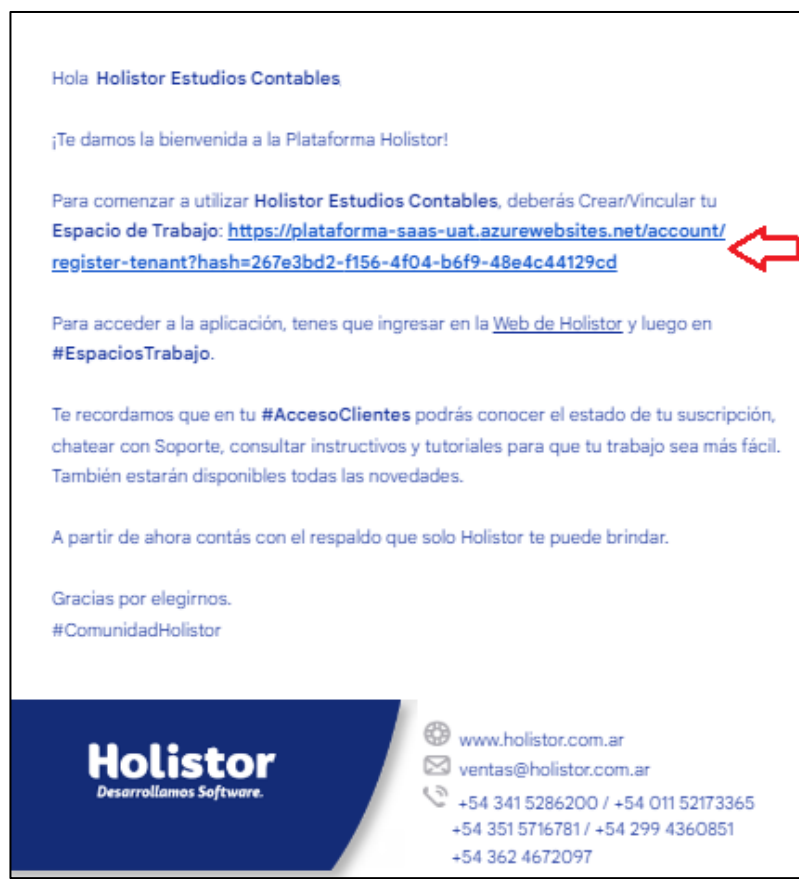 Hola Holistor Estudios Contables,
¡Te damos la bienvenida a la Plataforma Holistor!
Para comenzar a utilizar Holistor Estudios Contables, deberás Crear/Vincular tu
Espacio de Trabajo: https://plataforma-saas-uat.azurewebsites.net/account/
register-tenant?hash=267e3bd2-f156-4f04-b6f9-48e4c44129cd
Para acceder a la aplicación, tenes que ingresar en la Web de Holistor y luego en
#EspaciosTrabajo.
Te recordamos que en tu #AccesoClientes podrás conocer el estado de tu suscripción,
chatear con Soporte, consultar instructivos y tutoriales para que tu trabajo sea más fácil.
También estarán disponibles todas las novedades.
A partir de ahora contás con el respaldo que solo Holistor te puede brindar.
Gracias por elegirnos.
#ComunidadHolistor
Holistor
Desarrollamos Software.
www.holistor.com.ar
ventas@holistor.com.ar
+54 341 5286200 / +54 011 52173365
+54 351 5716781 / +54 299 4360851
+54 362 4672097